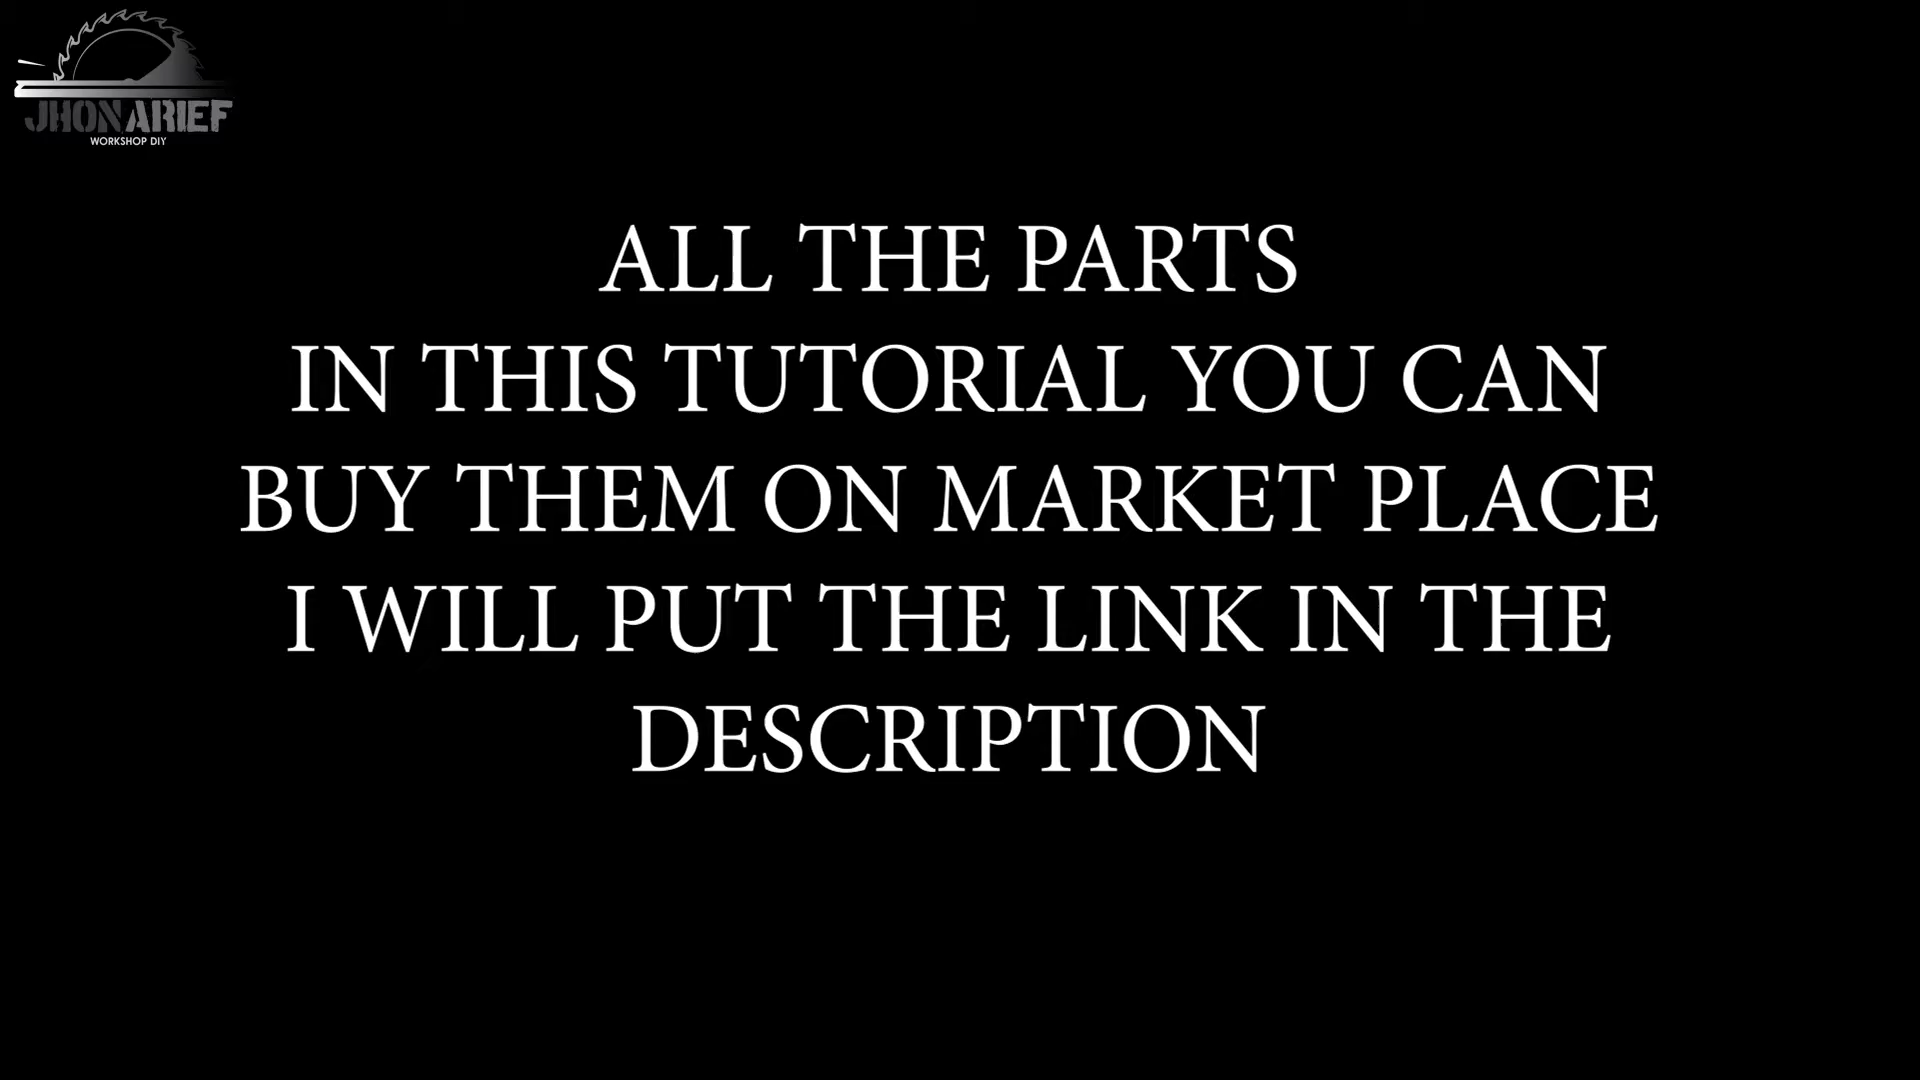 JHONARIEF
WORKSHOP DIY
ALL THE PARTS
IN THIS TUTORIAL YOU CAN
BUY THEM ON MARKET PLACE
I WILL PUT THE LINK IN THE
DESCRIPTION